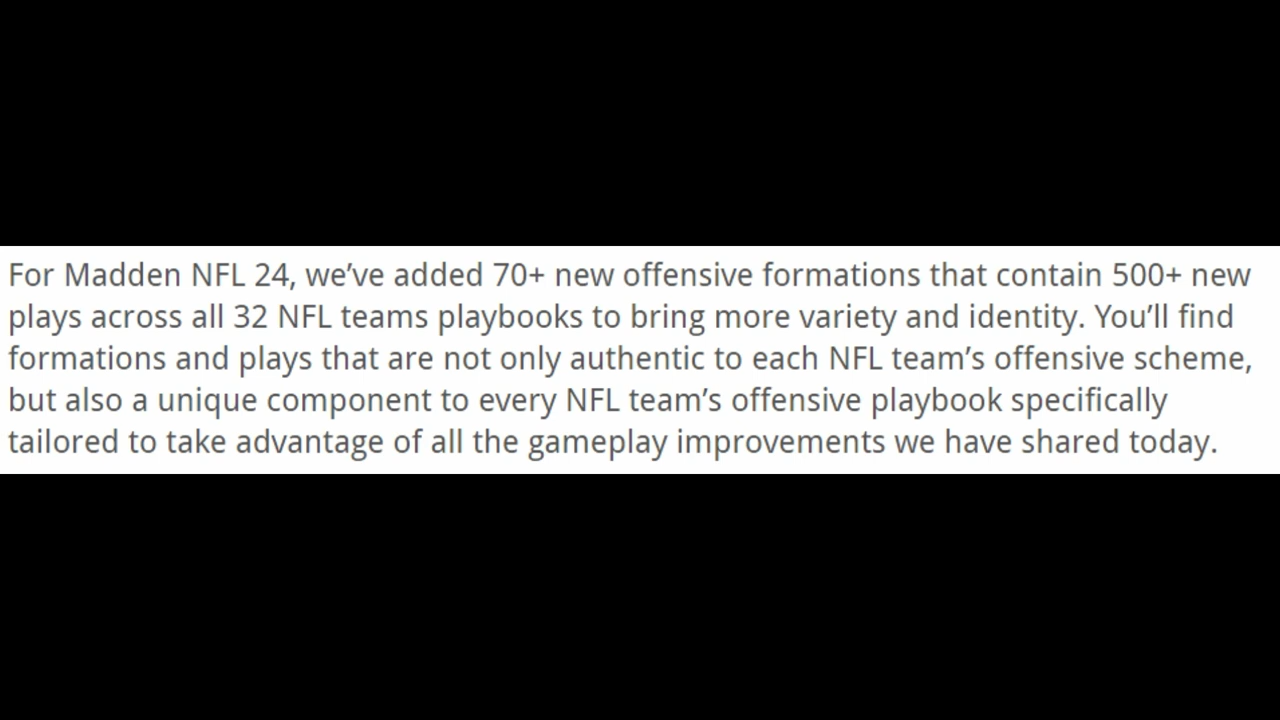 For Madden NFL 24, we’ve added 70+ new offensive formations that contain 500+ new
plays across all 32 NFL teams playbooks to bring more variety and identity. You’ll find
formations and plays that are not only authentic to each NFL team’s offensive scheme,
but also a unique component to every NFL team’s offensive playbook specifically
tailored to take advantage of all the gameplay improvements we have shared today.